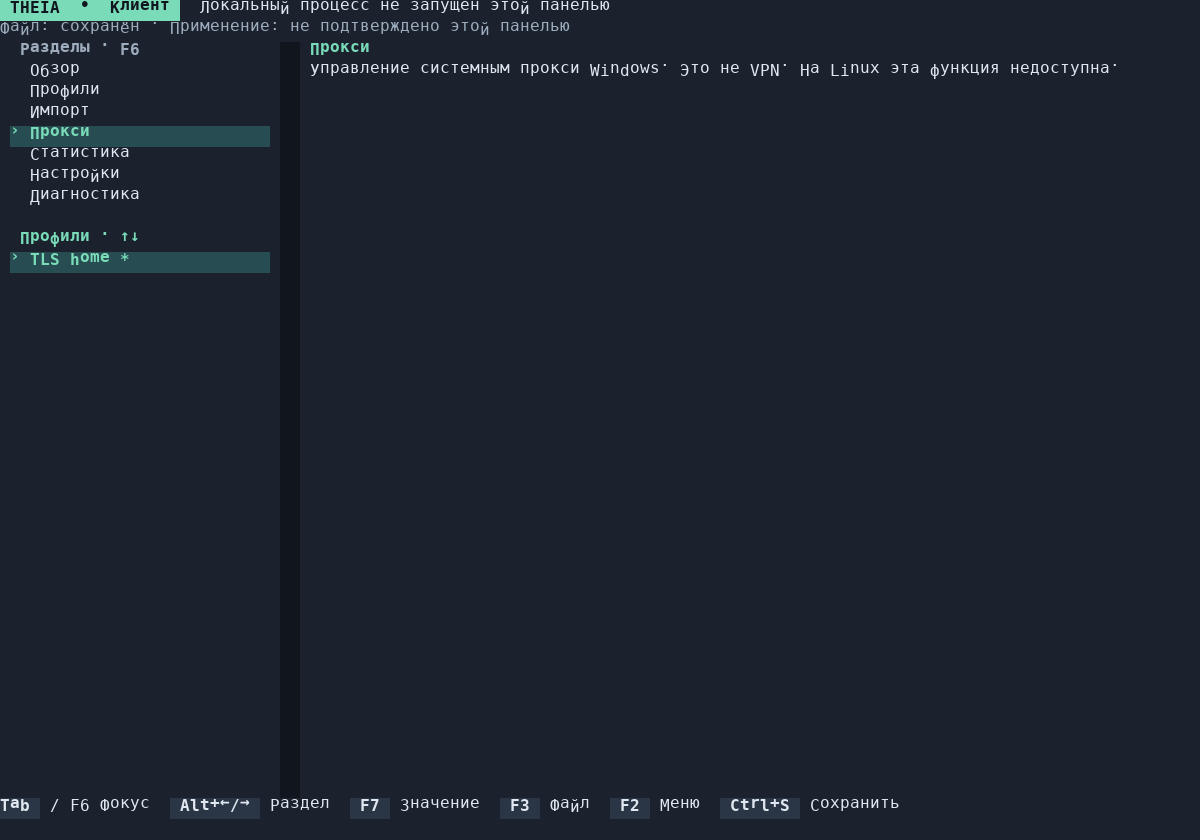 THEIA • Клиент Локальный процесс не запущен этой панелью
Файл: сохранён · Применение: не подтверждено этой панелью
Разделы · F6
Обзор
Профили
Импорт
› Прокси
Статистика
Настройки
Диагностика
Профили · ↑↓
› TLS home *
Прокси
Управление системным прокси Windows. Это не VPN. На Linux эта функция недоступна.
Tab / F6 Фокус Alt+←/→ Раздел F7 Значение F3 Файл F2 Меню Ctrl+S Сохранить